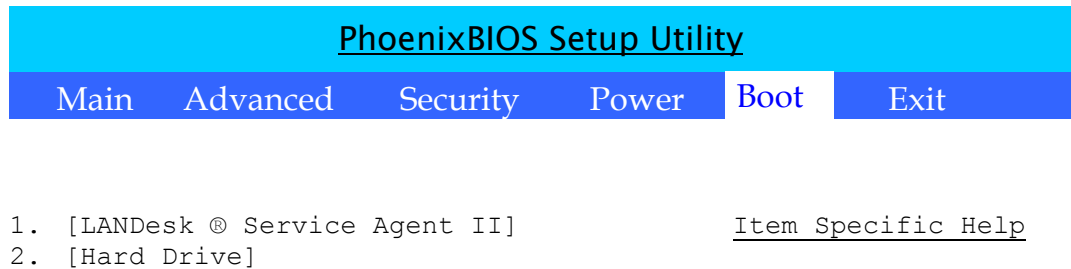 PhoenixBIOS Setup Utility
Main Advanced Security Power Boot Exit
1. [LANDesk ® Service Agent II] Item Specific Help
2. [Hard Drive]